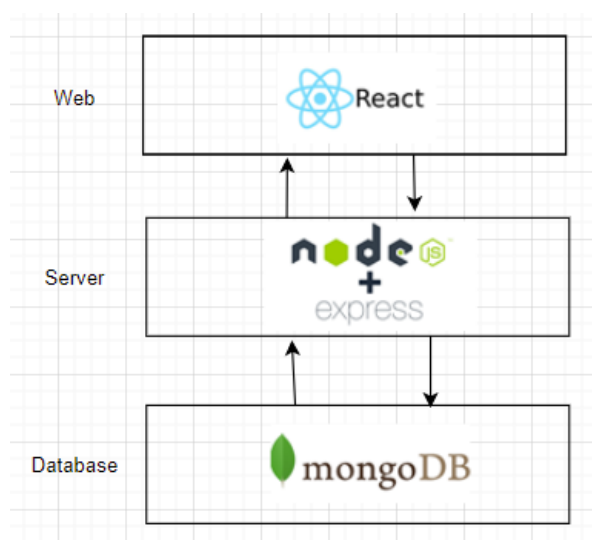 Web
React
Server
node
JS
+
express
Database
mongoDB